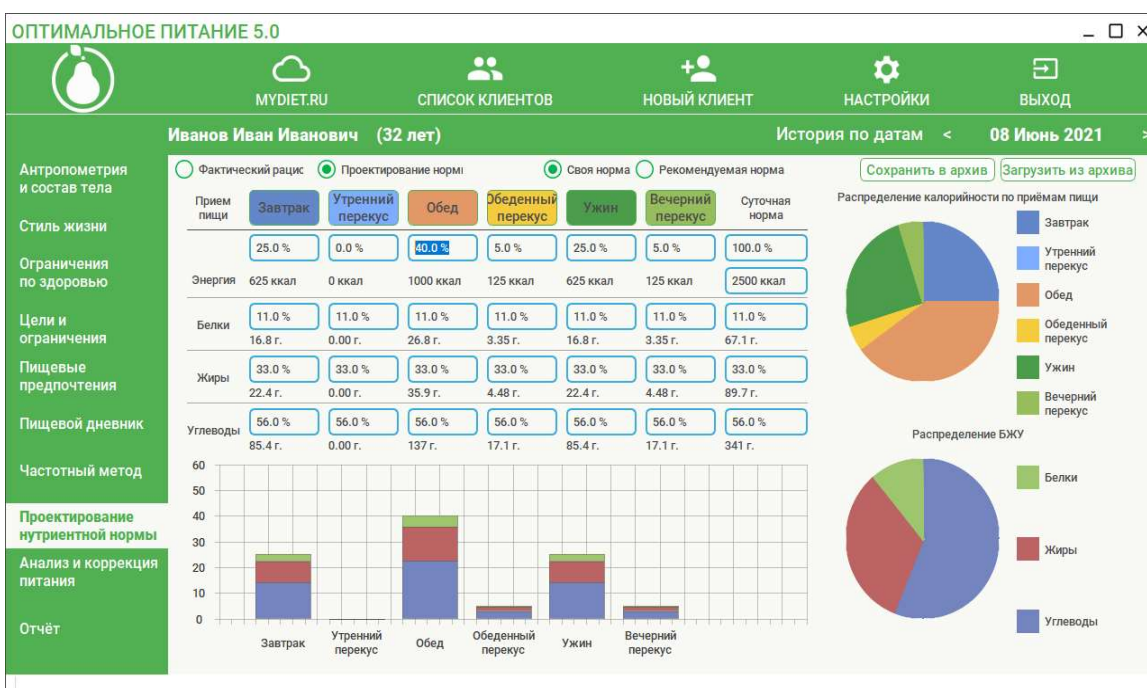 ОПТИМАЛЬНОЕ ПИТАНИЕ 5.0
MYDIET.RU
СПИСОК КЛИЕНТОВ
НОВЫЙ КЛИЕНТ
НАСТРОЙКИ
ВЫХОД
Иванов Иван Иванович (32 лет)
История по датам < 08 Июнь 2021 >
Антропометрия
и состав тела
Стиль жизни
Ограничения
по здоровью
Цели и
ограничения
Пищевые
предпочтения
Пищевой дневник
Частотный метод
Проектирование
нутриентной нормы
Анализ и коррекция
питания
Отчёт
Фактический рацис
Проектирование норм
Своя норма
Рекомендуемая норма
Сохранить в архив
Загрузить из архива
Прием
пищи
Завтрак
Утренний
перекус
Обед
Обеденный
перекус
Ужин
Вечерний
перекус
Суточная
норма
25.0 % 0.0 % 40.0 % 5.0 % 25.0 % 5.0 % 100.0 %
Энергия 625 ккал 0 ккал 1000 ккал 125 ккал 625 ккал 125 ккал 2500 ккал
Белки 11.0 % 11.0 % 11.0 % 11.0 % 11.0 % 11.0 % 11.0 %
16.8 г. 0.00 г. 26.8 г. 3.35 г. 16.8 г. 3.35 г. 67.1 г.
Жиры 33.0 % 33.0 % 33.0 % 33.0 % 33.0 % 33.0 % 33.0 %
22.4 г. 0.00 г. 35.9 г. 4.48 г. 22.4 г. 4.48 г. 89.7 г.
Углеводы 56.0 % 56.0 % 56.0 % 56.0 % 56.0 % 56.0 % 56.0 %
85.4 г. 0.00 г. 137 г. 17.1 г. 85.4 г. 17.1 г. 341 г.
60
50
40
30
20
10
0
Завтрак
Утренний
перекус
Обед
Обеденный
перекус
Ужин
Вечерний
перекус
Распределение калорийности по приёмам пищи
Завтрак
Утренний
перекус
Обед
Обеденный
перекус
Ужин
Вечерний
перекус
Распределение БЖУ
Белки
Жиры
Углеводы